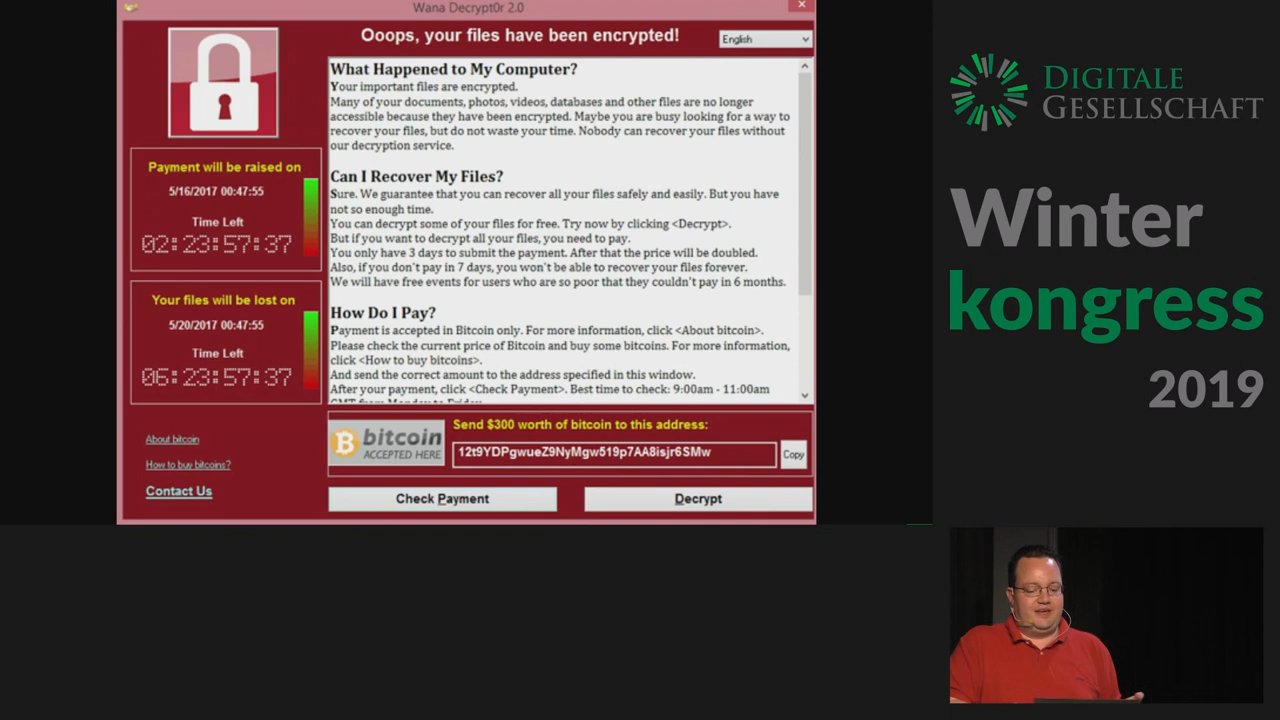 Wana Decrypt0r 2.0
Ooops, your files have been encrypted!
English
What Happened to My Computer?
Your important files are encrypted.
Many of your documents, photos, videos, databases and other files are no longer
accessible because they have been encrypted. Maybe you are busy looking for a way to
recover your files, but do not waste your time. Nobody can recover your files without
our decryption service.
Can I Recover My Files?
Sure. We guarantee that you can recover all your files safely and easily. But you have
not so enough time.
You can decrypt some of your files for free. Try now by clicking <Decrypt>.
But if you want to decrypt all your files, you need to pay.
You only have 3 days to submit the payment. After that the price will be doubled.
Also, if you don't pay in 7 days, you won't be able to recover your files forever.
We will have free events for users who are so poor that they couldn't pay in 6 months.
How Do I Pay?
Payment is accepted in Bitcoin only. For more information, click <About bitcoin>.
Please check the current price of Bitcoin and buy some bitcoins. For more information,
click <How to buy bitcoins>.
And send the correct amount to the address specified in this window.
After your payment, click <Check Payment>. Best time to check: 9:00am - 11:00am
GMT from Monday to Friday.
Payment will be raised on
5/16/2017 00:47:55
Time Left
02:23:57:37
Your files will be lost on
5/20/2017 00:47:55
Time Left
06:23:57:37
About bitcoin
How to buy bitcoins?
Contact Us
bitcoin
ACCEPTED HERE
Send $300 worth of bitcoin to this address:
12t9YDPgwueZ9NyMgw519p7AA8isjr6SMw
Copy
Check Payment
Decrypt
DIGITALE
GESELLSCHAFT
Winter
kongress
2019